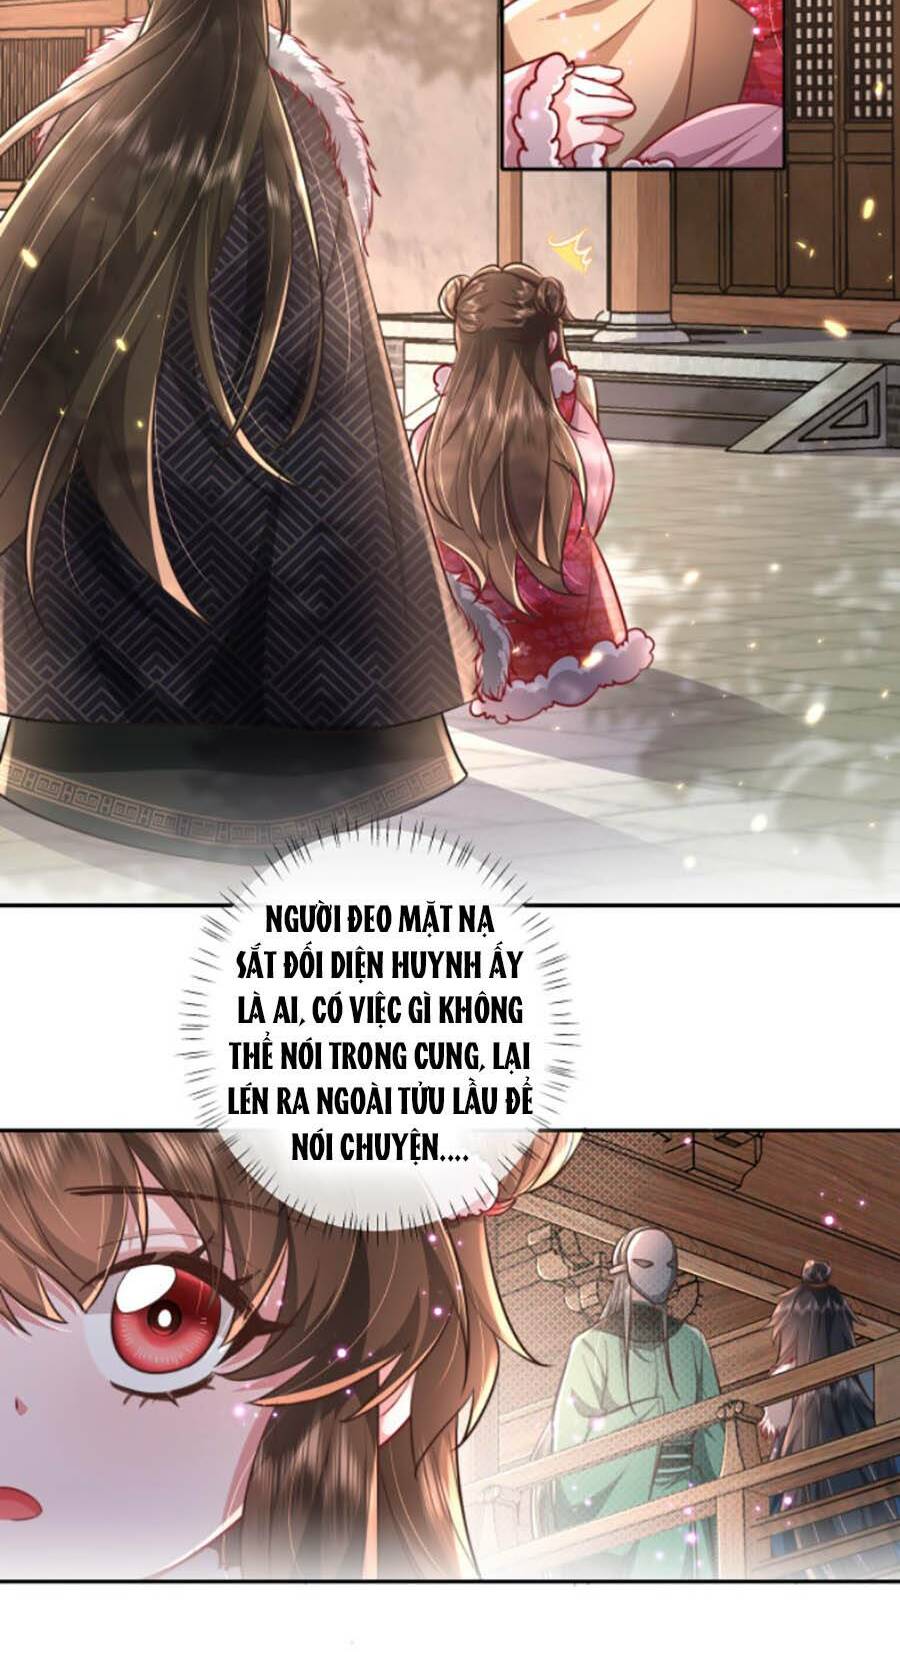 NGƯỜI ĐEO MẶT NẠ
SẮT ĐỐI DIỆN HUYNH ẤY
LÀ AI, CÓ VIỆC GÌ KHÔNG
THỂ NÓI TRONG CUNG, LẠI
LÉN RA NGOÀI TỬU LẦU ĐỂ
NÓI CHUYỆN....